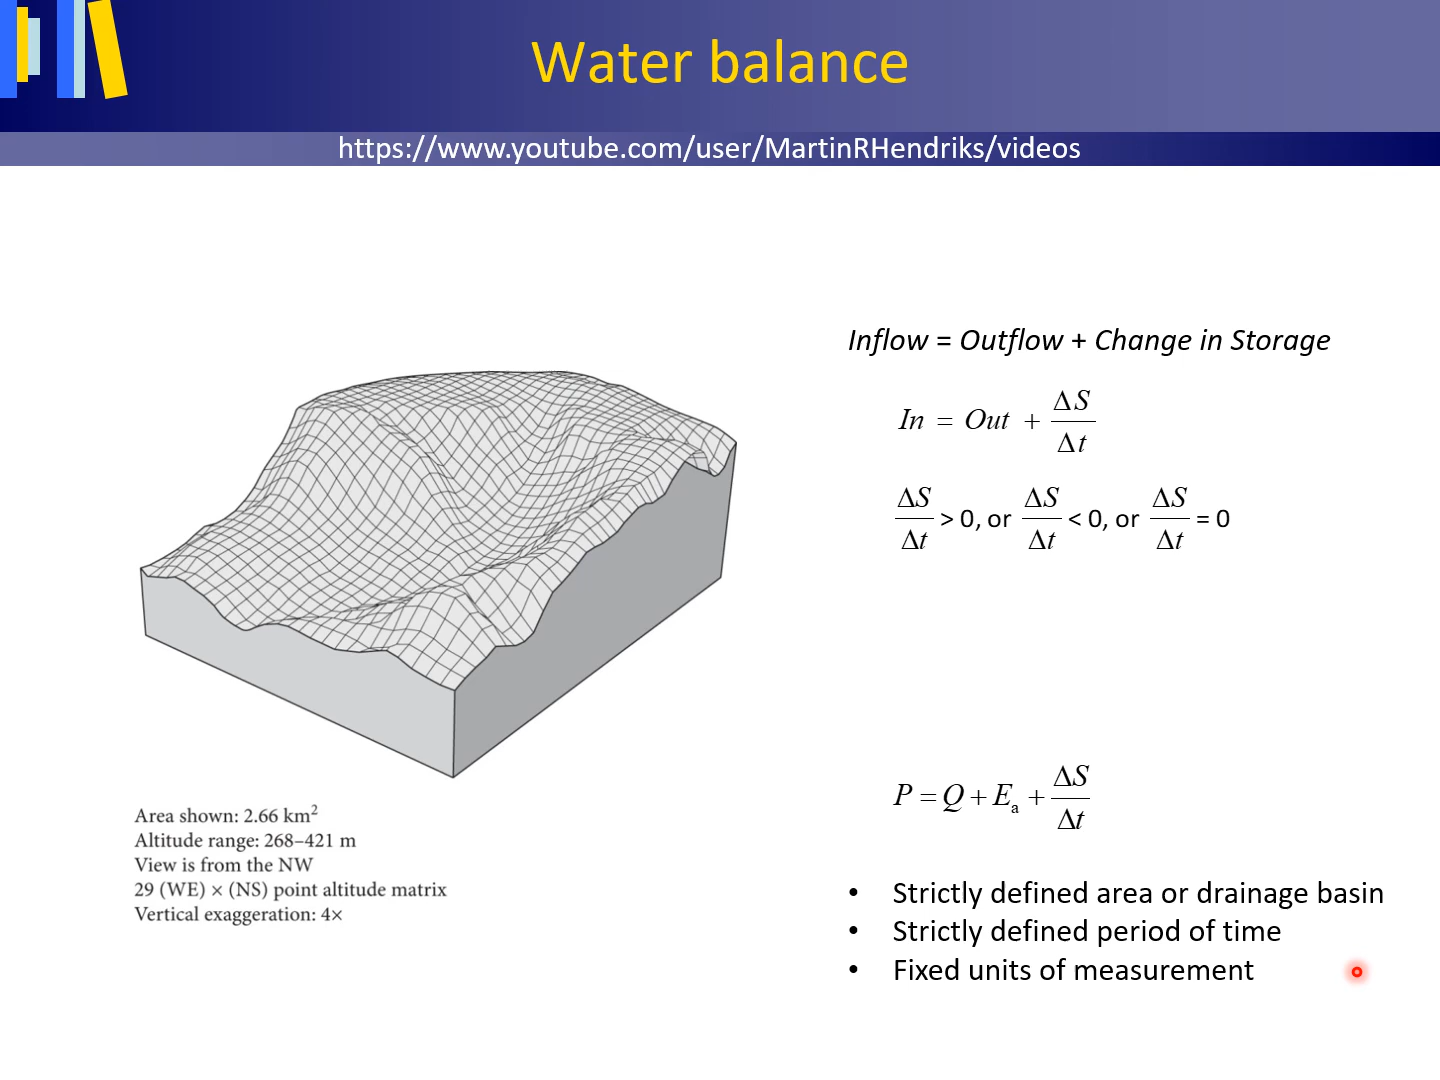 Water balance
https://www.youtube.com/user/MartinRHendriks/videos
Inflow = Outflow + Change in Storage
In = Out + ΔS/Δt
ΔS/Δt > 0, or ΔS/Δt < 0, or ΔS/Δt = 0
P = Q + Eₐ + ΔS/Δt
• Strictly defined area or drainage basin
• Strictly defined period of time
• Fixed units of measurement
Area shown: 2.66 km²
Altitude range: 268–421 m
View is from the NW
29 (WE) × (NS) point altitude matrix
Vertical exaggeration: 4×